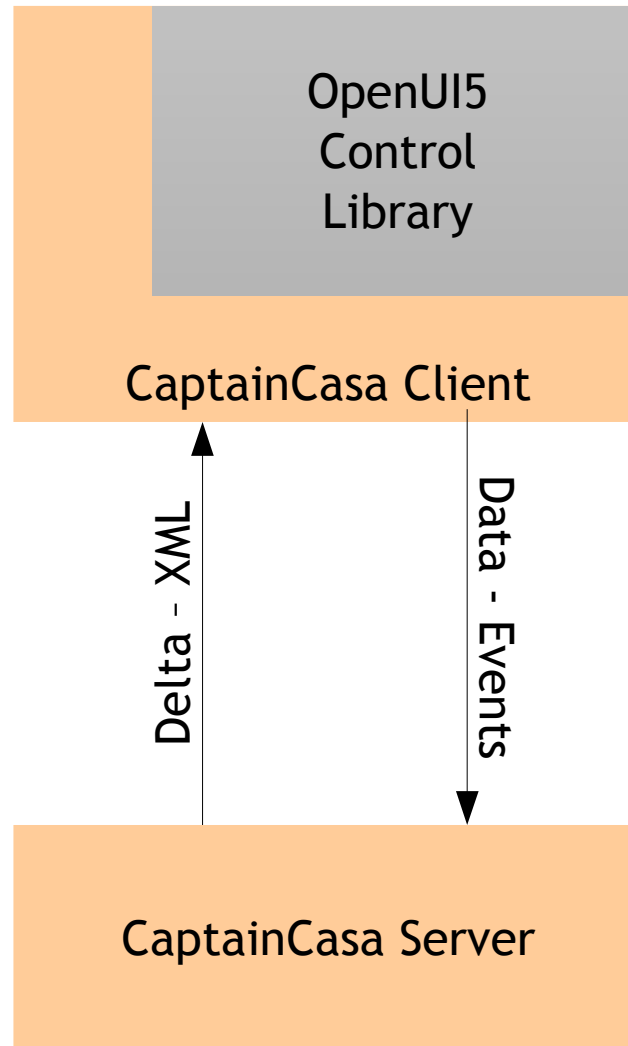 OpenUI5
Control
Library
CaptainCasa Client
Delta – XML
Data - Events
CaptainCasa Server